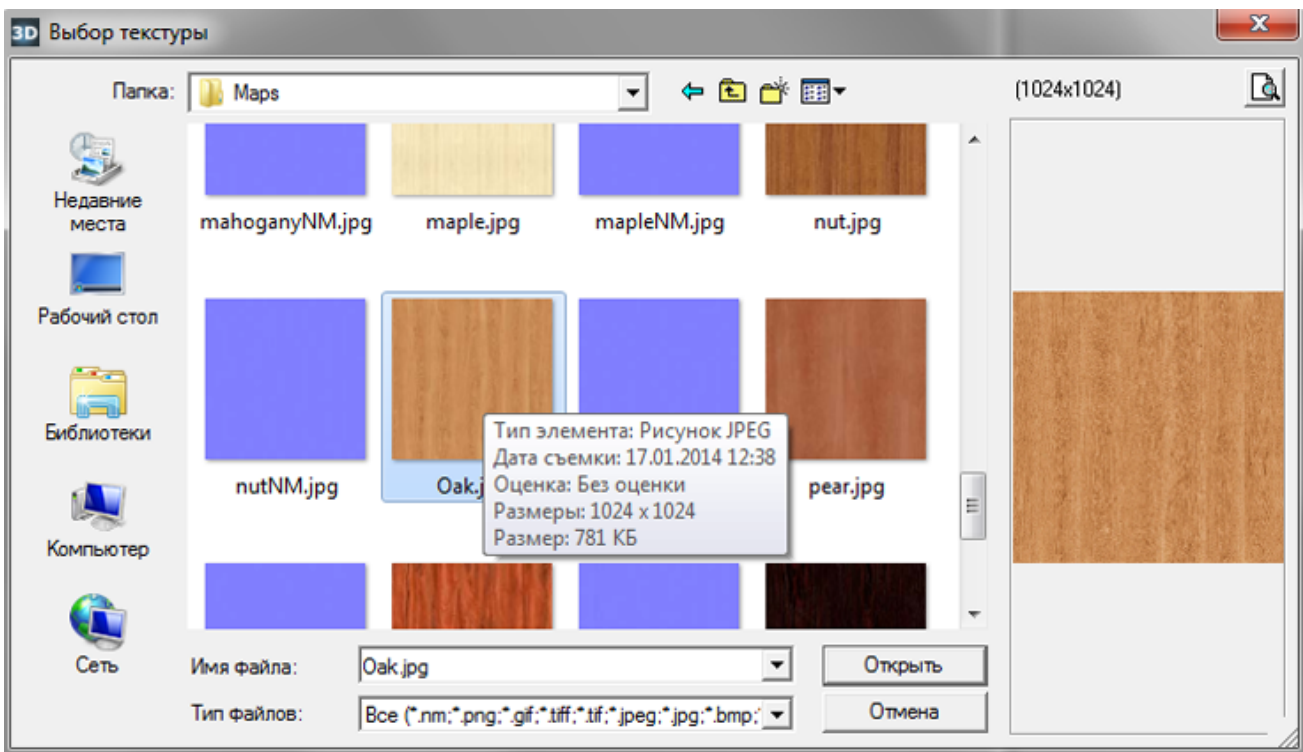 3D Выбор текстуры
Папка: Maps
(1024x1024)
Недавние
места
Рабочий стол
Библиотеки
Компьютер
Сеть
mahoganyNM.jpg maple.jpg mapleNM.jpg nut.jpg
nutNM.jpg Oak.j pear.jpg
Тип элемента: Рисунок JPEG
Дата съемки: 17.01.2014 12:38
Оценка: Без оценки
Размеры: 1024 x 1024
Размер: 781 КБ
Имя файла: Oak.jpg Открыть
Тип файлов: Все (*.nm;*.png;*.gif;*.tiff;*.tif;*.jpeg;*.jpg;*.bmp;* Отмена